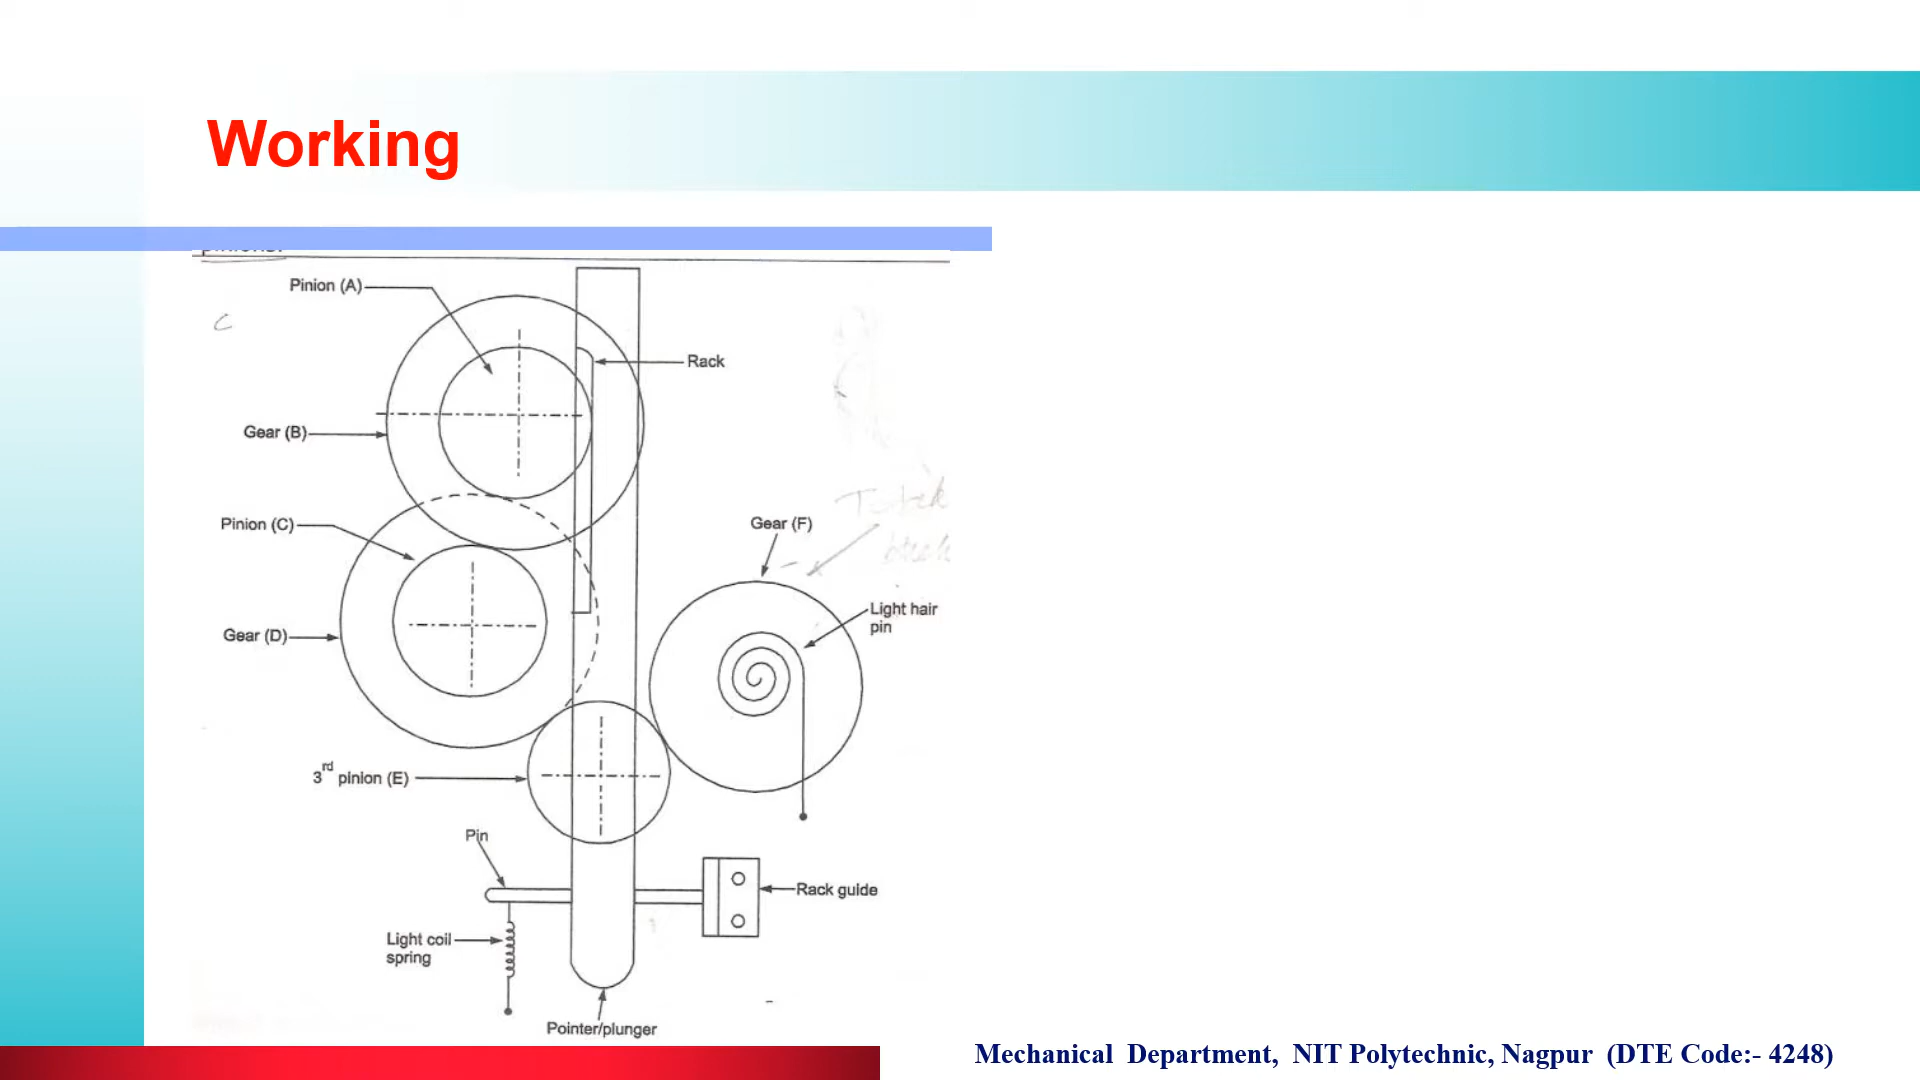 Working
Pinion (A)
Rack
Gear (B)
Pinion (C)
Gear (F)
Light hair
pin
Gear (D)
3rd pinion (E)
Pin
Rack guide
Light coil
spring
Pointer/plunger
Mechanical Department, NIT Polytechnic, Nagpur (DTE Code:- 4248)